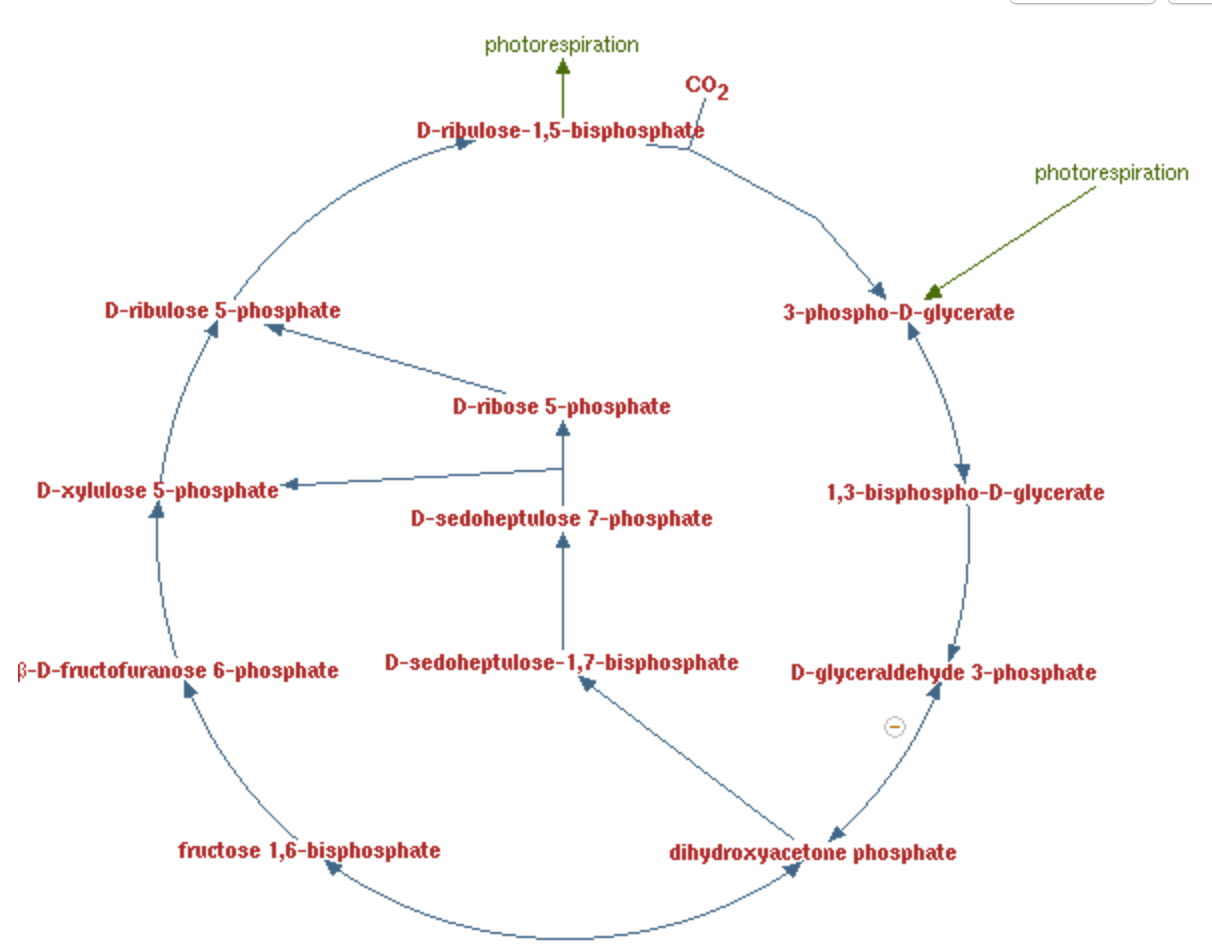 photorespiration
CO2
D-ribulose-1,5-bisphosphate
photorespiration
D-ribulose 5-phosphate
3-phospho-D-glycerate
D-ribose 5-phosphate
D-xylulose 5-phosphate
1,3-bisphospho-D-glycerate
D-sedoheptulose 7-phosphate
β-D-fructofuranose 6-phosphate
D-sedoheptulose-1,7-bisphosphate
D-glyceraldehyde 3-phosphate
fructose 1,6-bisphosphate
dihydroxyacetone phosphate